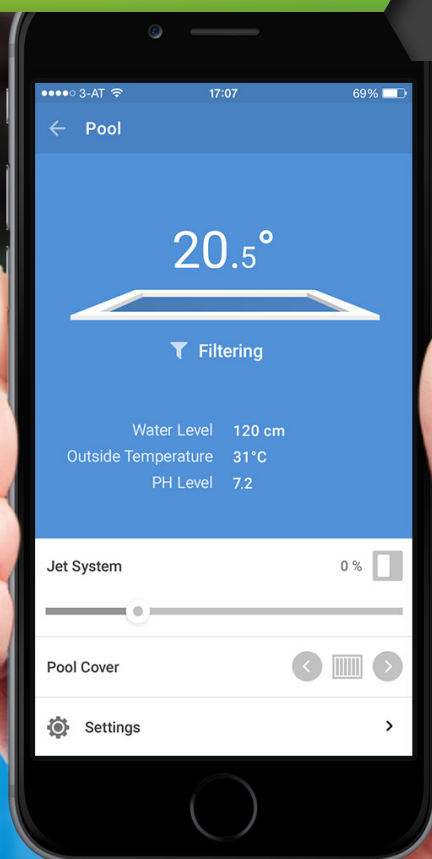 3-AT 17:07 69%
Pool
20.5°
Filtering
Water Level 120 cm
Outside Temperature 31°C
PH Level 7.2
Jet System 0 %
Pool Cover
Settings